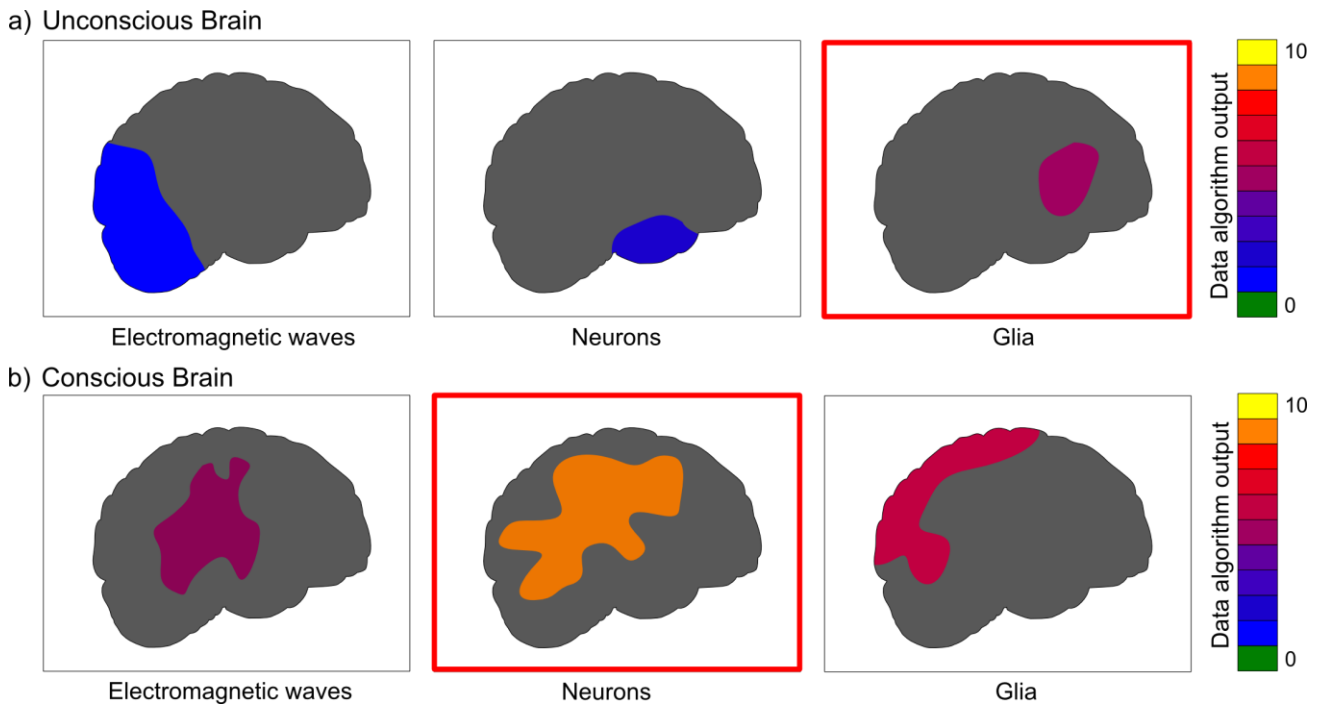 a) Unconscious Brain
Electromagnetic waves
Neurons
Glia
10
Data algorithm output
0
b) Conscious Brain
Electromagnetic waves
Neurons
Glia
10
Data algorithm output
0